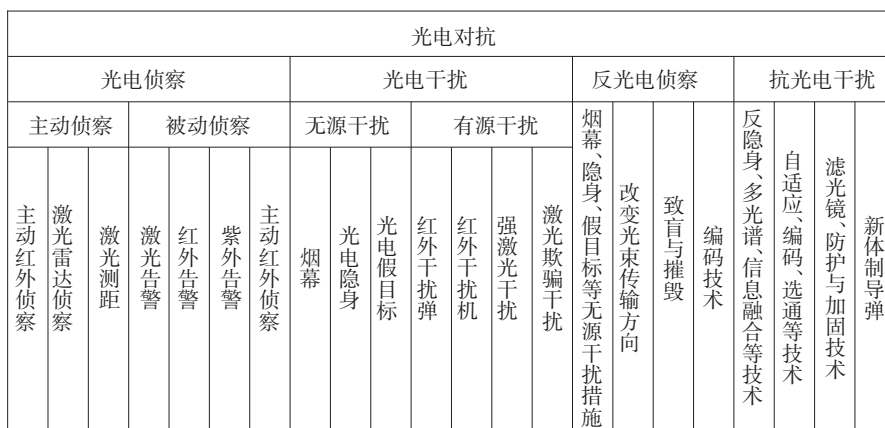 光电对抗
光电侦察
光电干扰
反光电侦察
抗光电干扰
主动侦察
被动侦察
无源干扰
有源干扰
主动红外侦察
激光雷达侦察
激光测距
激光告警
红外告警
紫外告警
主动红外侦察
烟幕
光电隐身
光电假目标
红外干扰弹
红外干扰机
强激光干扰
激光欺骗干扰
烟幕、隐身、假目标等无源干扰措施
改变光束传输方向
致盲与摧毁
编码技术
反隐身、多光谱、信息融合等技术
自适应、编码、选通等技术
滤光镜、防护与加固技术
新体制导弹